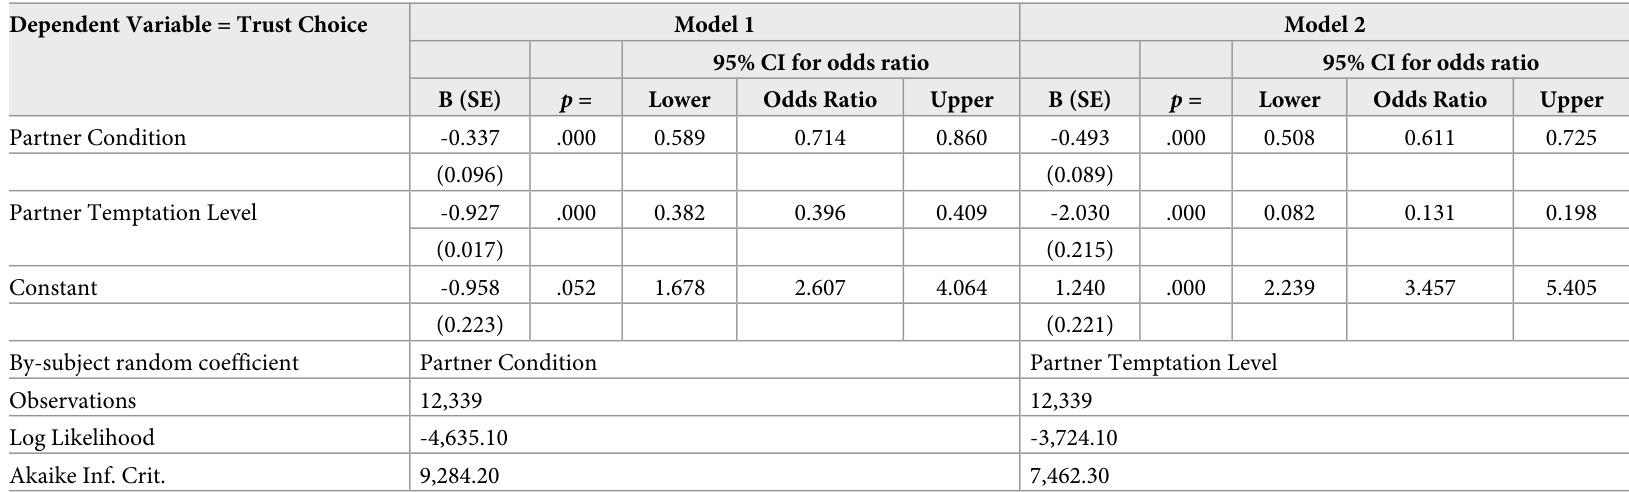 Dependent Variable = Trust Choice Model 1 Model 2
95% CI for odds ratio 95% CI for odds ratio
B (SE) p = Lower Odds Ratio Upper B (SE) p = Lower Odds Ratio Upper
Partner Condition -0.337 .000 0.589 0.714 0.860 -0.493 .000 0.508 0.611 0.725
(0.096) (0.089)
Partner Temptation Level -0.927 .000 0.382 0.396 0.409 -2.030 .000 0.082 0.131 0.198
(0.017) (0.215)
Constant -0.958 .052 1.678 2.607 4.064 1.240 .000 2.239 3.457 5.405
(0.223) (0.221)
By-subject random coefficient Partner Condition Partner Temptation Level
Observations 12,339 12,339
Log Likelihood -4,635.10 -3,724.10
Akaike Inf. Crit. 9,284.20 7,462.30